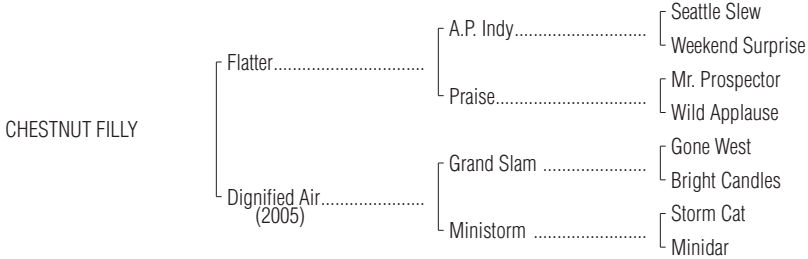 Seattle Slew
A.P. Indy..............................
Weekend Surprise
Flatter..................................
Mr. Prospector
Praise..................................
Wild Applause
CHESTNUT FILLY
Gone West
Grand Slam .......................
Bright Candles
Dignified Air.......................
(2005)
Storm Cat
Ministorm .........................
Minidar